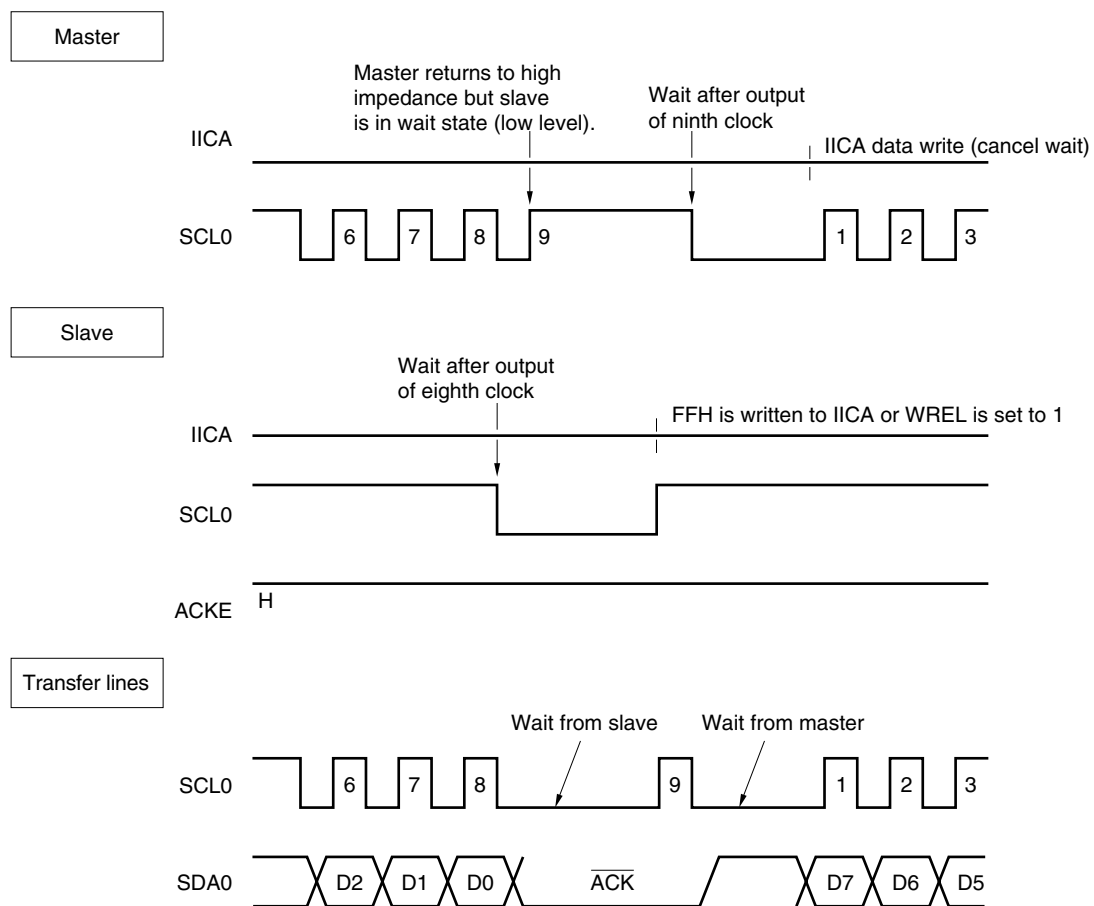 Master
Master returns to high
impedance but slave
is in wait state (low level).
Wait after output
of ninth clock
IICA
IICA data write (cancel wait)
SCL0
6 7 8 9 1 2 3
Slave
Wait after output
of eighth clock
FFH is written to IICA or WREL is set to 1
IICA
SCL0
H
ACKE
Transfer lines
Wait from slave Wait from master
SCL0
6 7 8 9 1 2 3
SDA0 D2 D1 D0 ACK D7 D6 D5